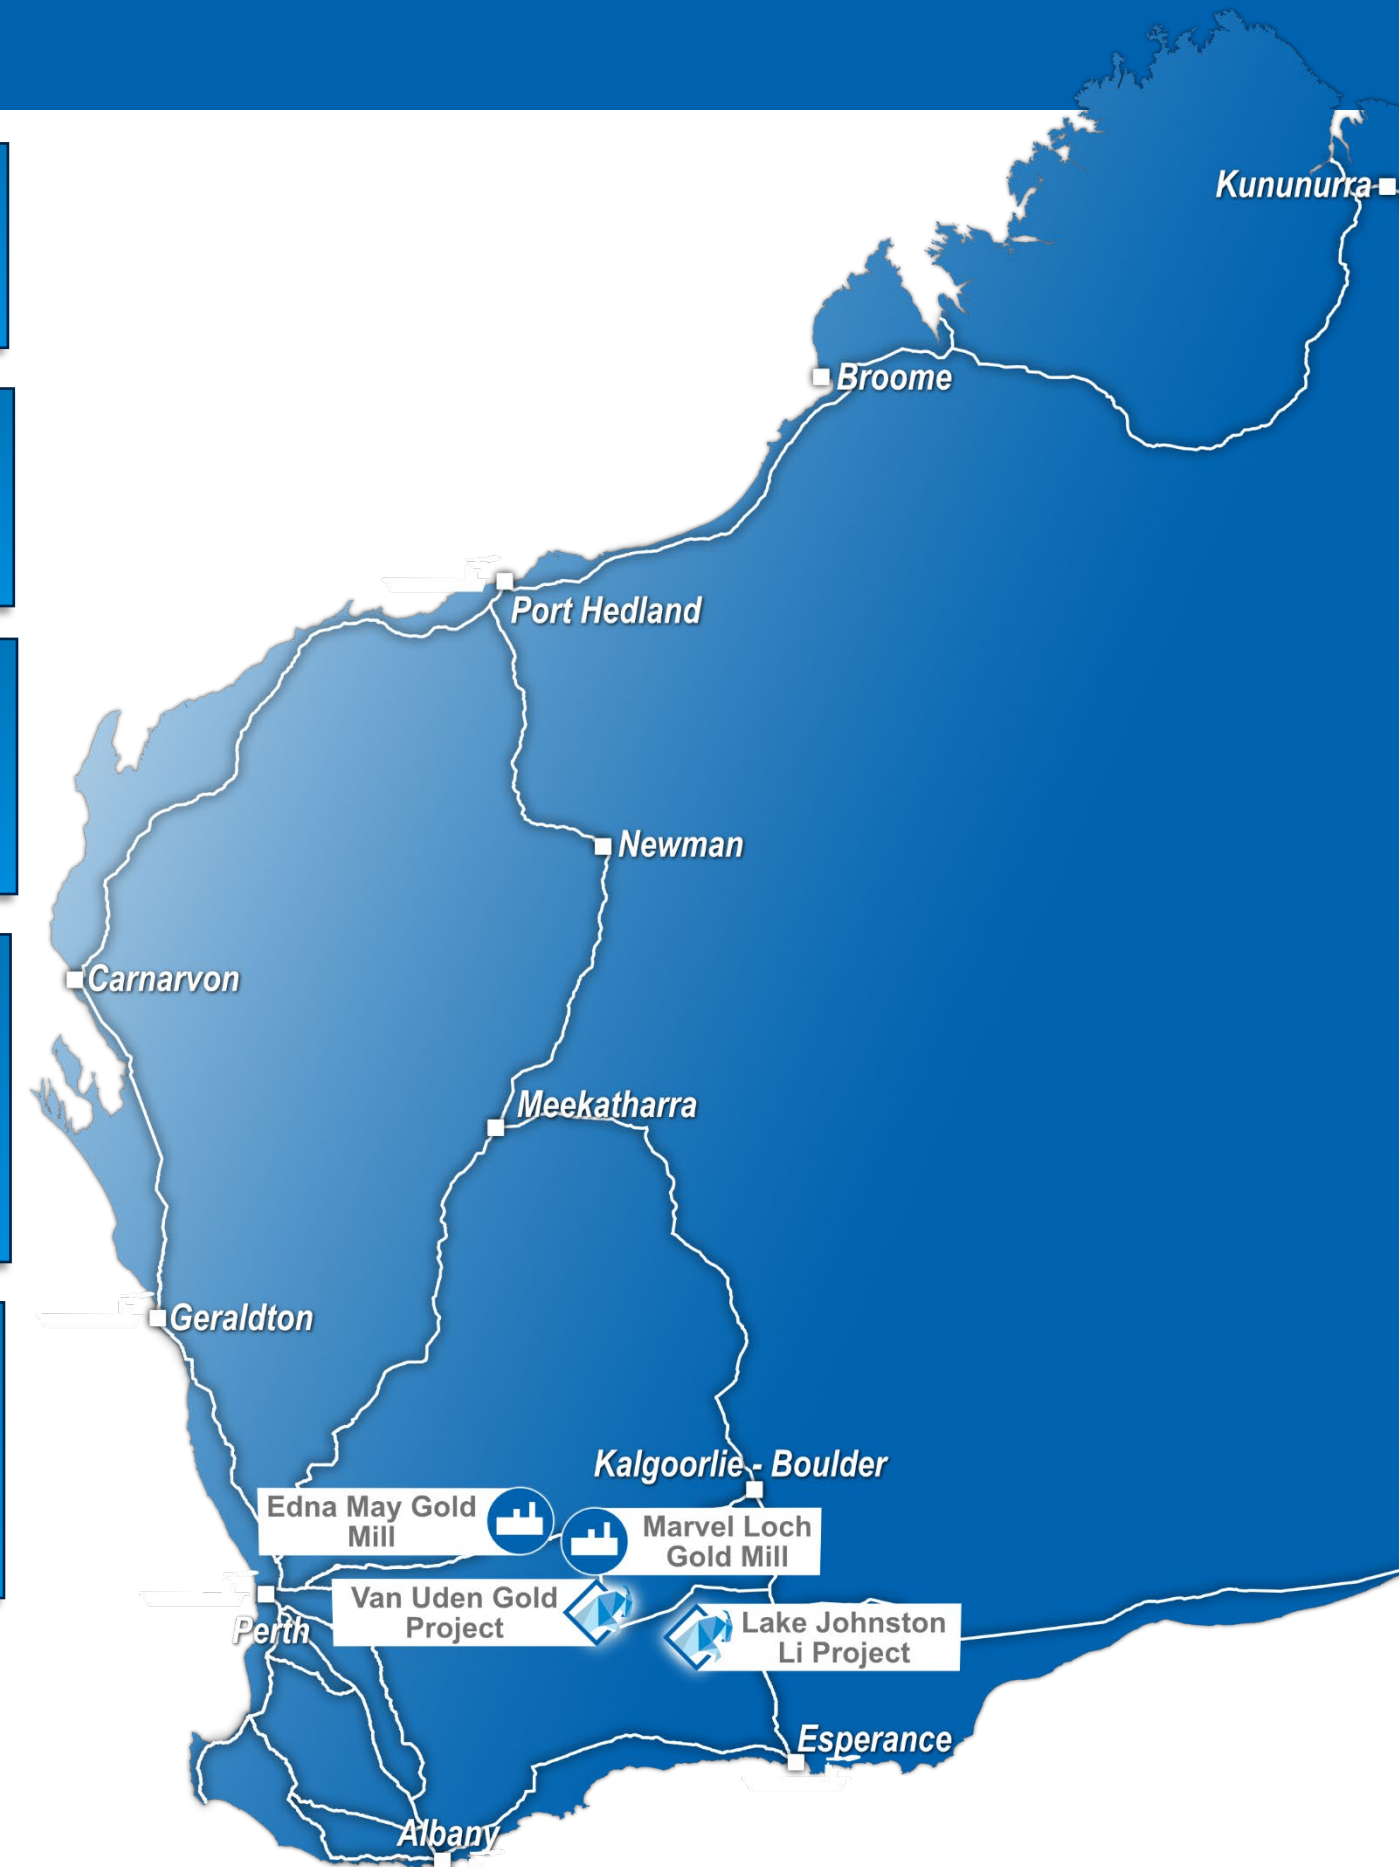 Kununurra
Broome
Port Hedland
Newman
Carnarvon
Meekatharra
Geraldton
Kalgoorlie - Boulder
Edna May Gold
Mill
Marvel Loch
Gold Mill
Van Uden Gold
Project
Perth
Lake Johnston
Li Project
Esperance
Albany